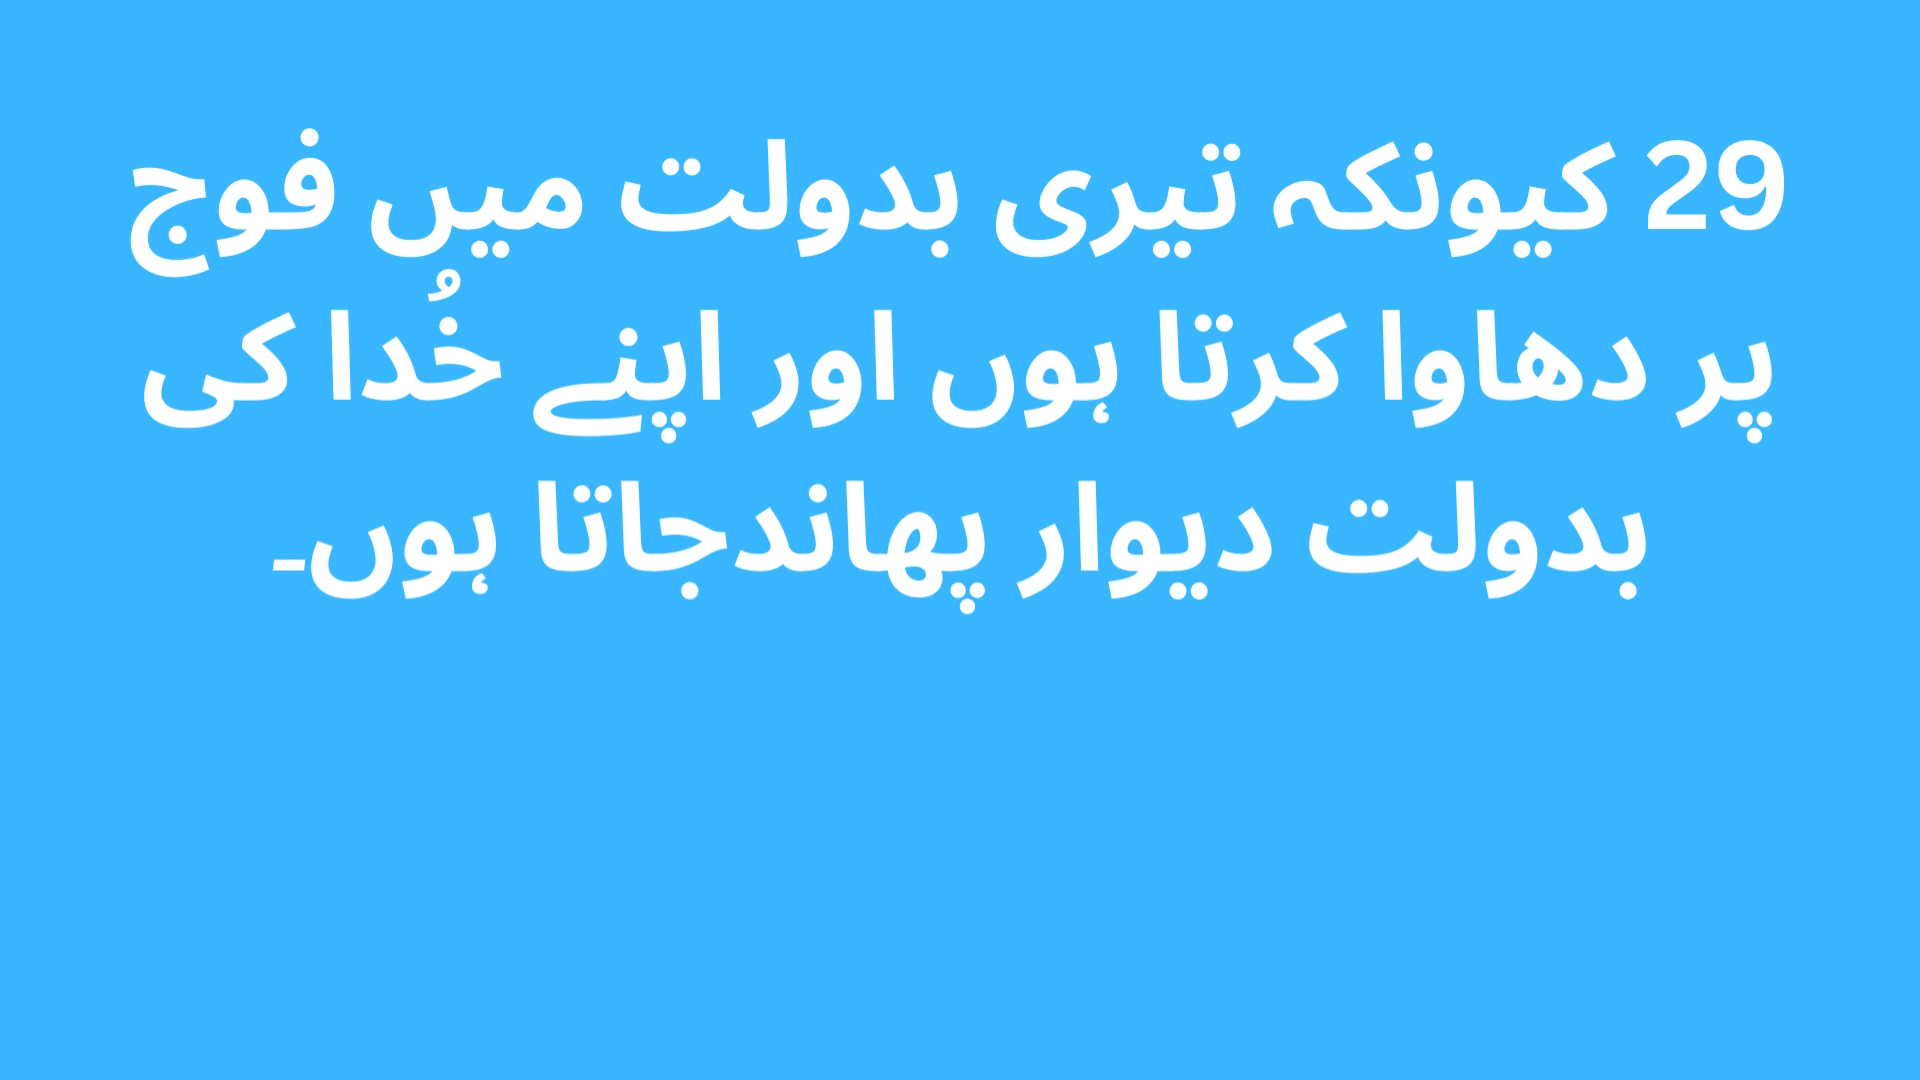 29 کیونکہ تیری بدولت میں فوج
پر دھاوا کرتا ہوں اور اپنے خُدا کی
بدولت دیوار پھاندجاتا ہوں۔